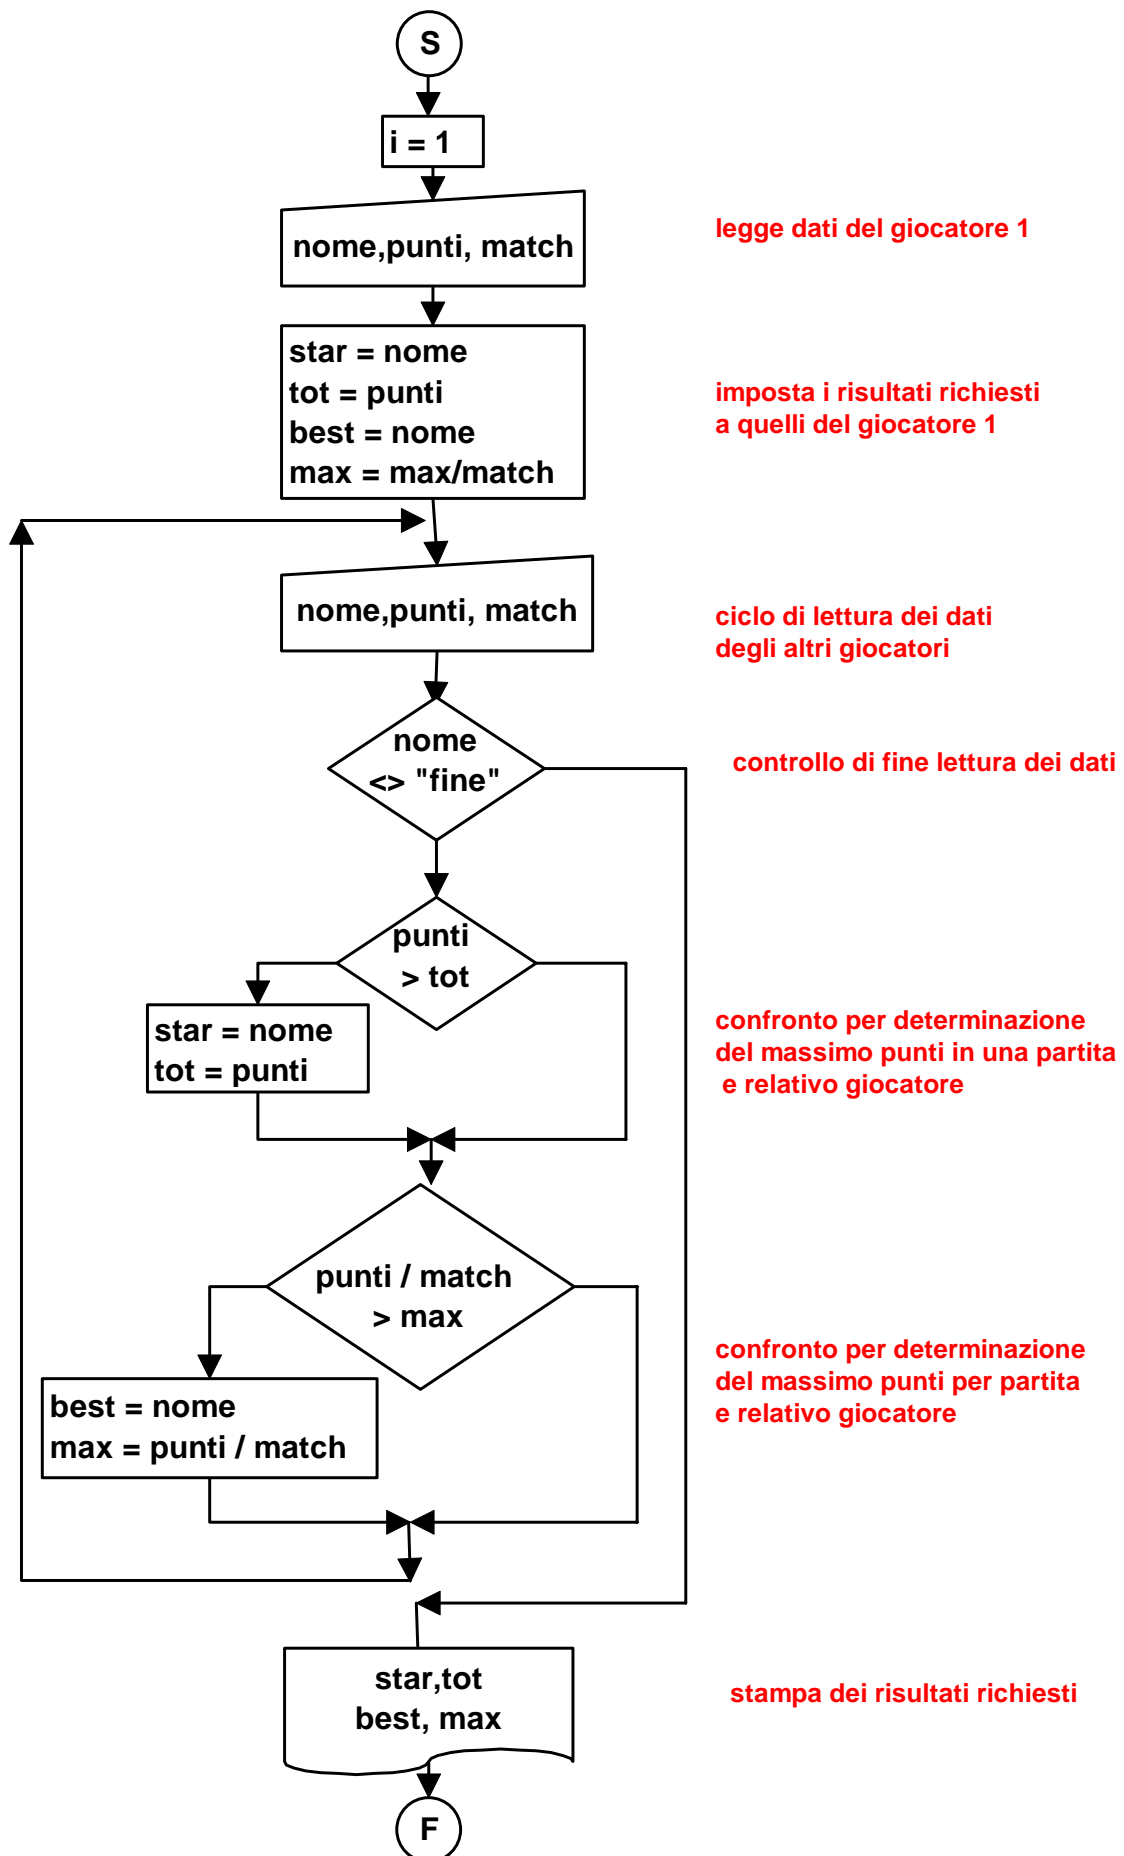 S
i = 1
nome,punti, match
legge dati del giocatore 1
star = nome
tot = punti
best = nome
max = max/match
imposta i risultati richiesti
a quelli del giocatore 1
nome,punti, match
ciclo di lettura dei dati
degli altri giocatori
nome
<> "fine"
controllo di fine lettura dei dati
punti
> tot
star = nome
tot = punti
confronto per determinazione
del massimo punti in una partita
e relativo giocatore
punti / match
> max
best = nome
max = punti / match
confronto per determinazione
del massimo punti per partita
e relativo giocatore
star,tot
best, max
stampa dei risultati richiesti
F